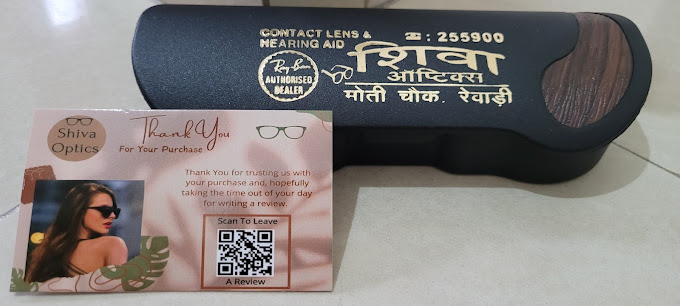 CONTACT LENS &
HEARING AID
☎: 255900
Ray-Ban
AUTHORISED
DEALER
शिवा
ऑप्टिक्स
मोती चौक, रेवाड़ी
Shiva
Optics
Thank You
For Your Purchase
Thank You for trusting us with
your purchase and, hopefully
taking the time out of your day
for writing a review.
Scan To Leave
A Review